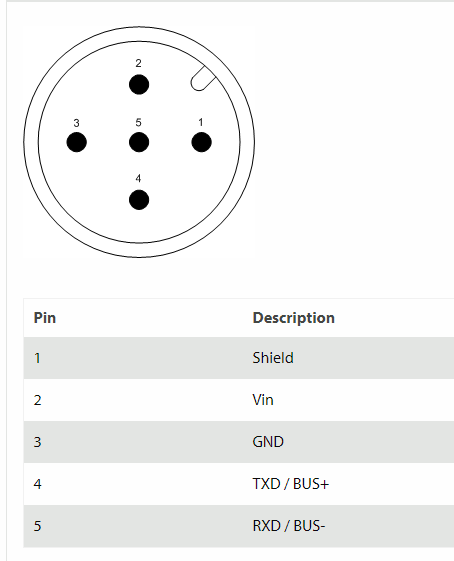 2
3 5 1
4
Pin Description
1 Shield
2 Vin
3 GND
4 TXD / BUS+
5 RXD / BUS-